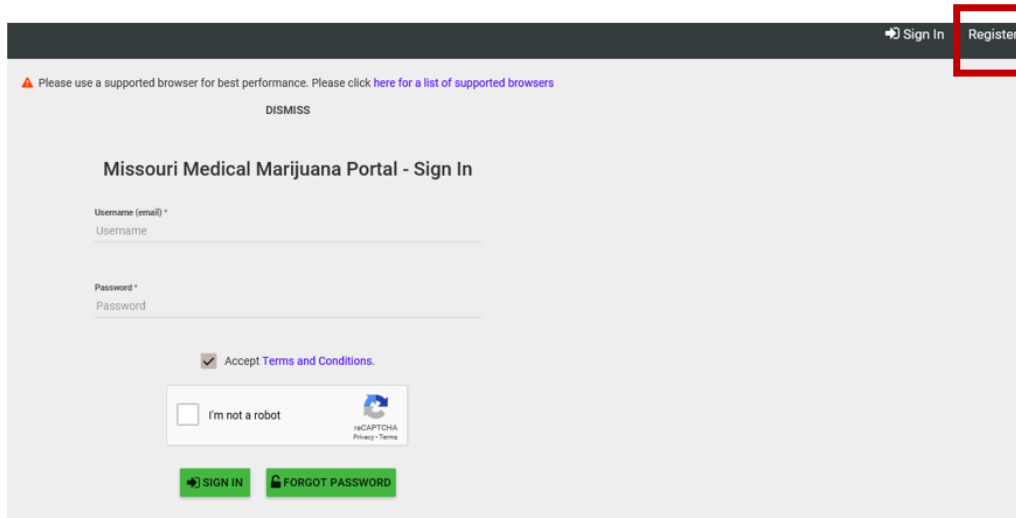 Sign In Register
Please use a supported browser for best performance. Please click here for a list of supported browsers
DISMISS
Missouri Medical Marijuana Portal - Sign In
Username (email) *
Username
Password *
Password
Accept Terms and Conditions.
I'm not a robot
reCAPTCHA
Privacy - Terms
SIGN IN FORGOT PASSWORD